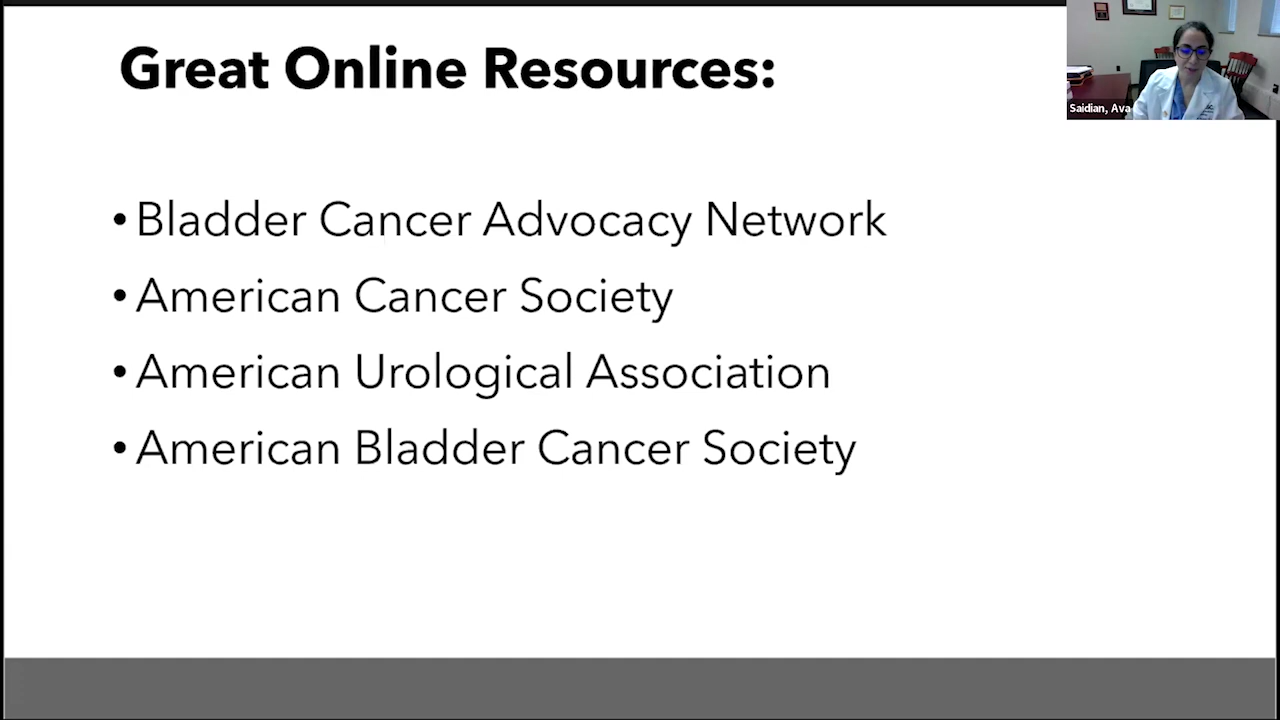 Great Online Resources:
Saidian, Ava
• Bladder Cancer Advocacy Network
• American Cancer Society
• American Urological Association
• American Bladder Cancer Society